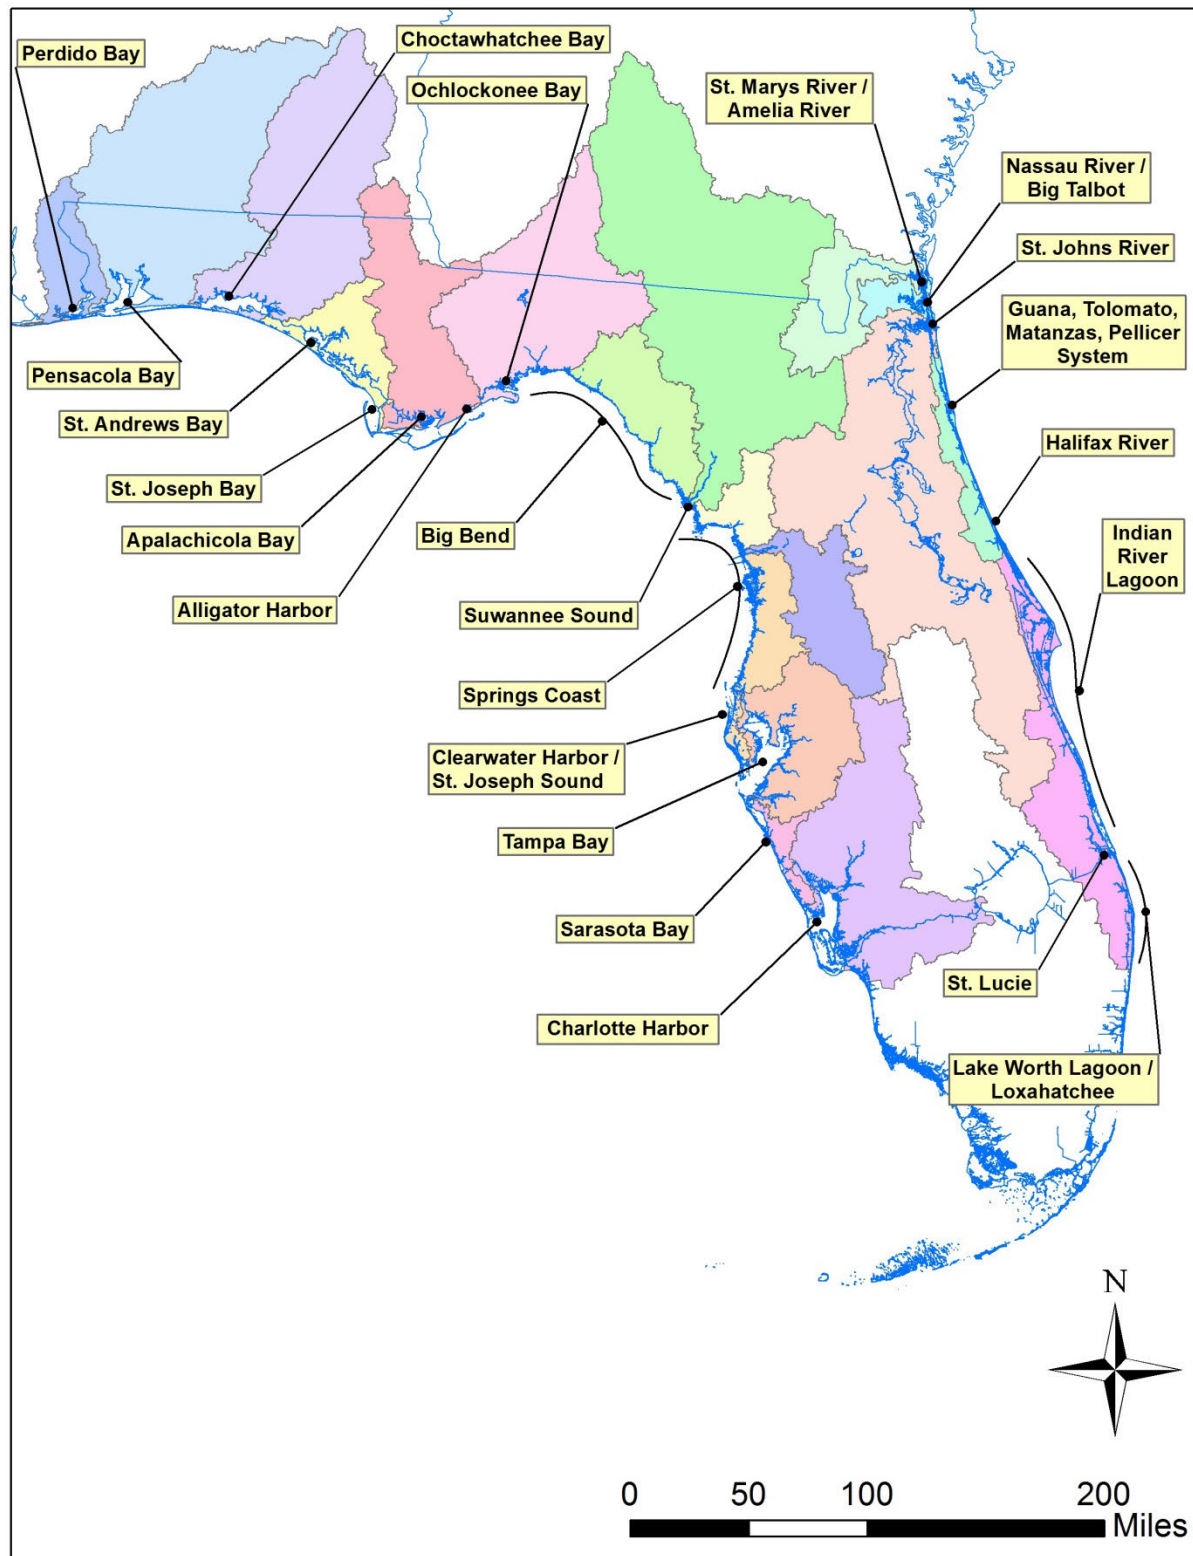 Choctawhatchee Bay
Perdido Bay
Ochlockonee Bay
St. Marys River /
Amelia River
Nassau River /
Big Talbot
St. Johns River
Guana, Tolomato,
Matanzas, Pellicer
System
Pensacola Bay
St. Andrews Bay
Halifax River
St. Joseph Bay
Apalachicola Bay
Big Bend
Indian
River
Lagoon
Alligator Harbor
Suwannee Sound
Springs Coast
Clearwater Harbor /
St. Joseph Sound
Tampa Bay
Sarasota Bay
St. Lucie
Charlotte Harbor
Lake Worth Lagoon /
Loxahatchee
N
0 50 100 200
Miles